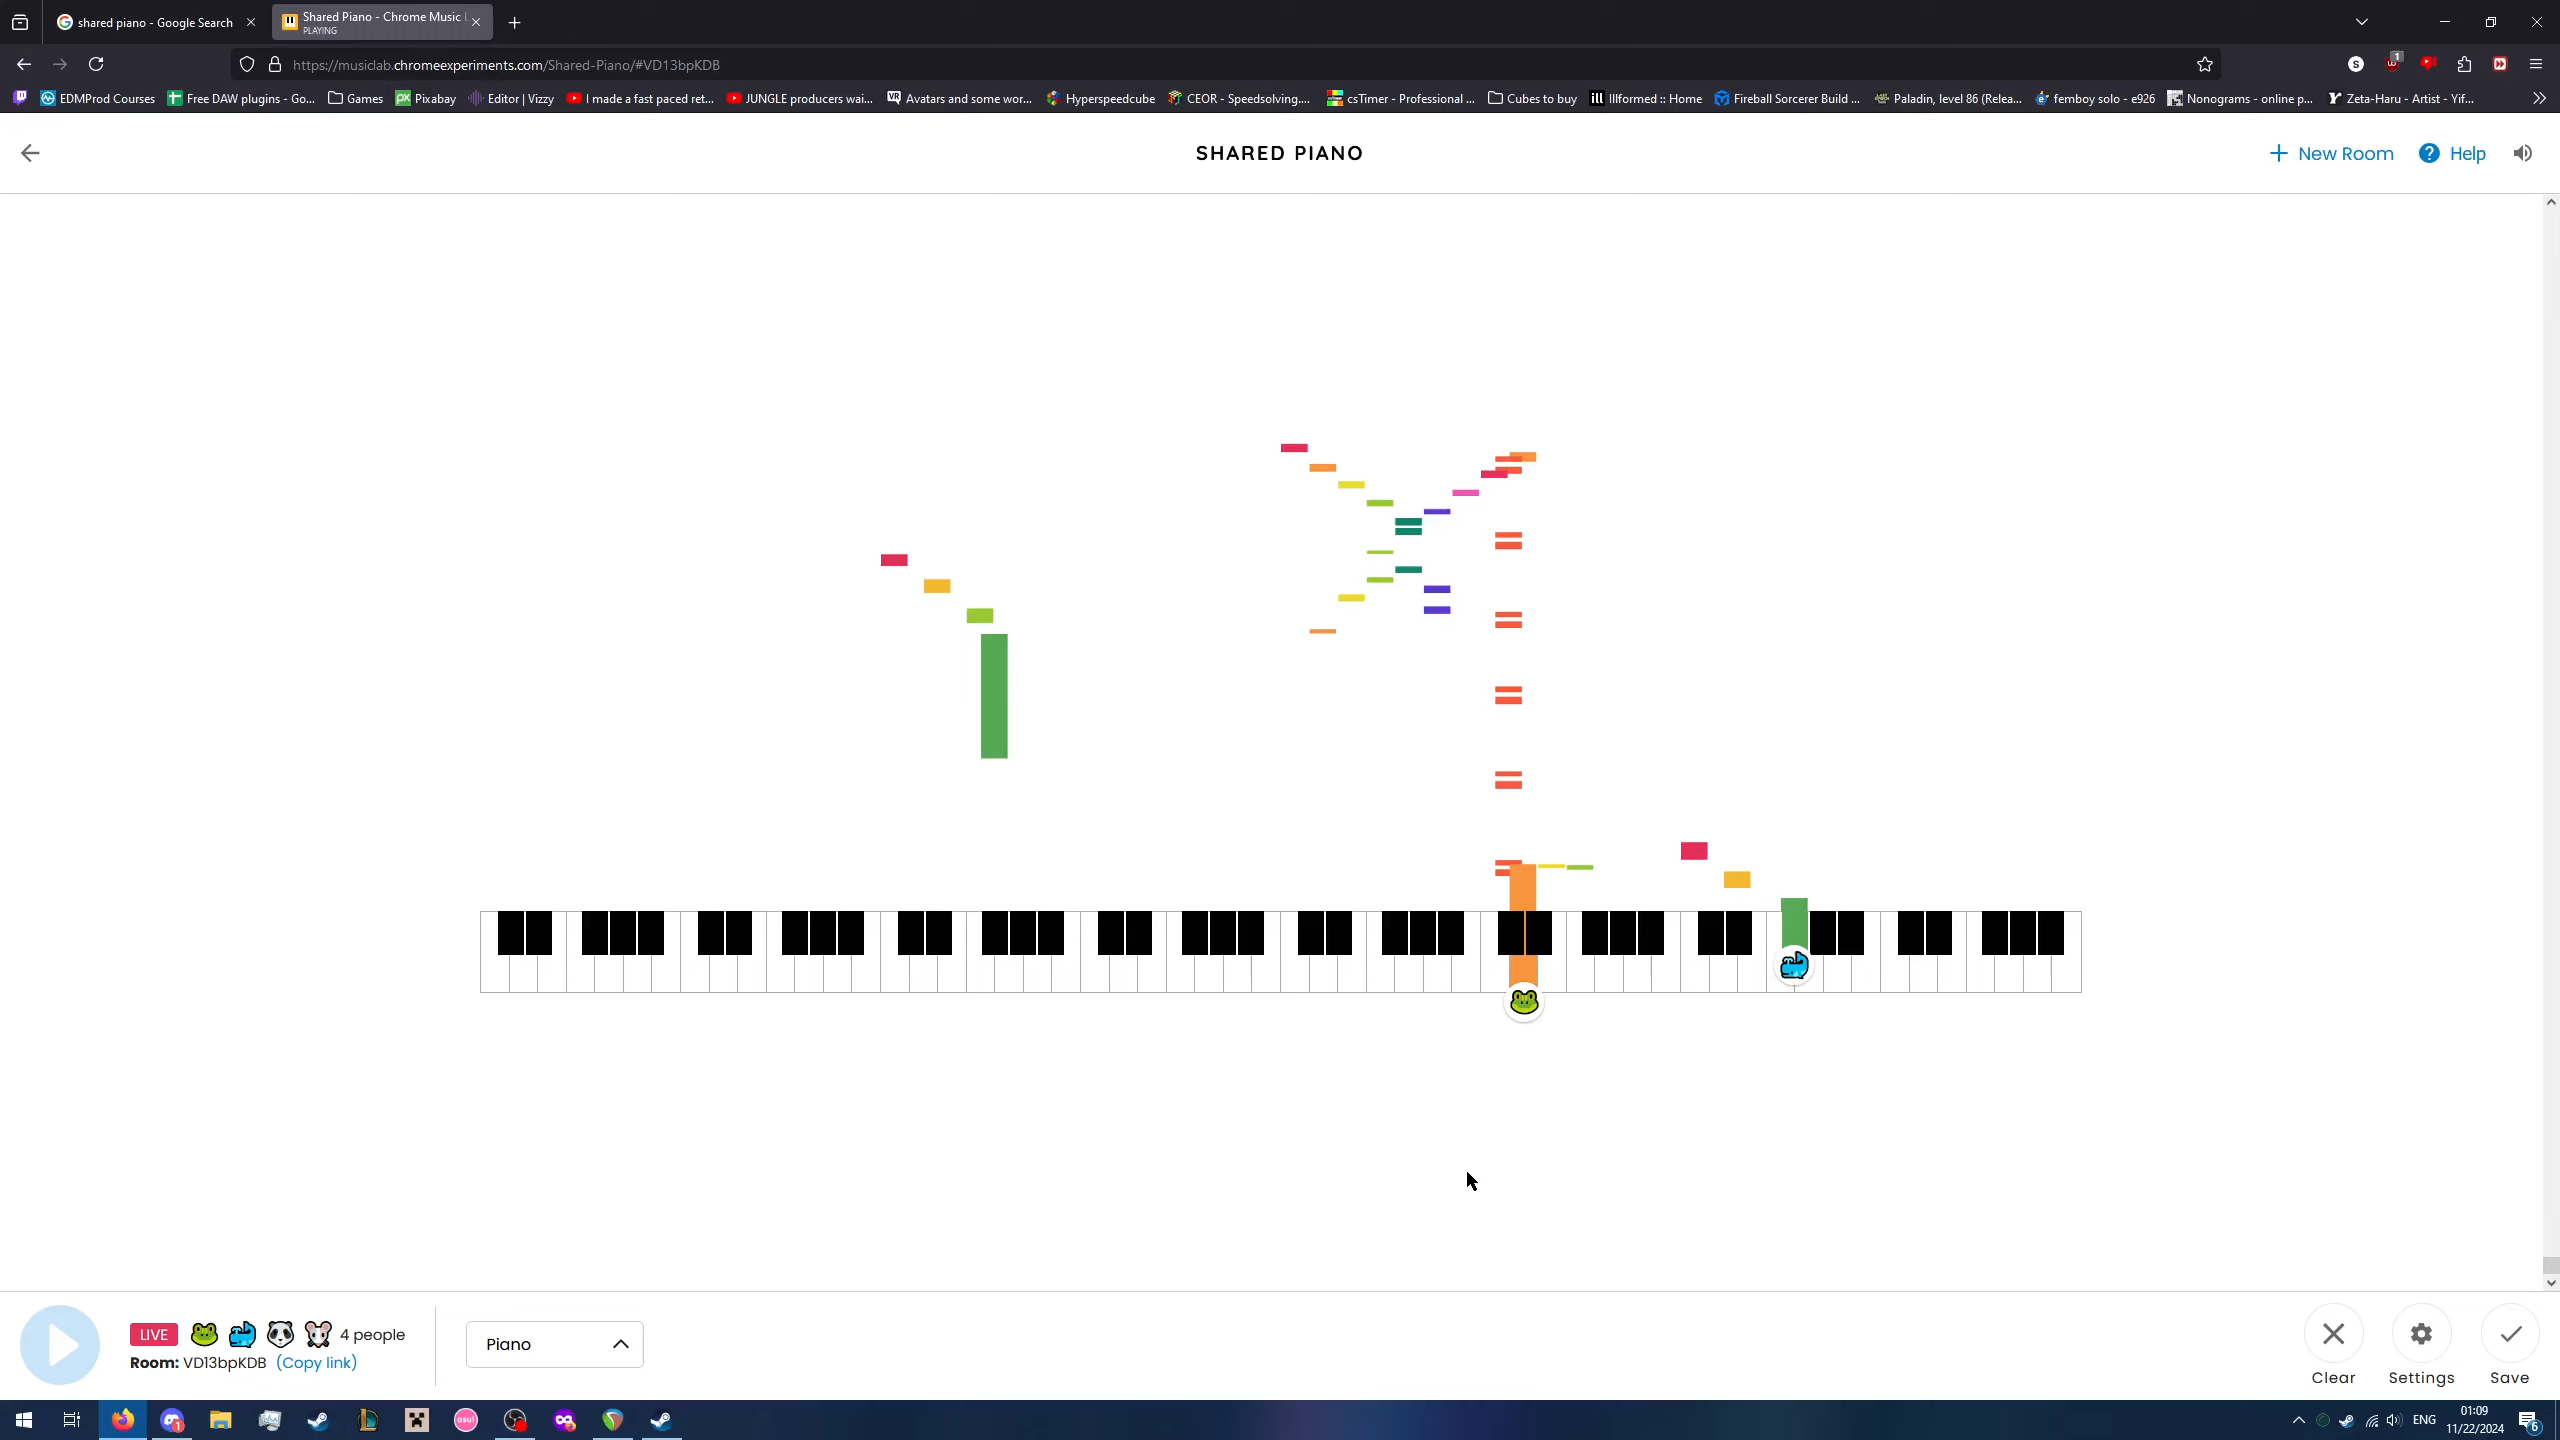 shared piano - Google Search
Shared Piano - Chrome Music L
PLAYING
https://musiclab.chromeexperiments.com/Shared-Piano/#VD13bpKDB
1
EDMProd Courses
Free DAW plugins - Go...
Games
Pixabay
Editor | Vizzy
I made a fast paced ret...
JUNGLE producers wai...
Avatars and some wor...
Hyperspeedcube
CEOR - Speedsolving....
csTimer - Professional ...
Cubes to buy
Illformed :: Home
Fireball Sorcerer Build ...
Paladin, level 86 (Relea...
femboy solo - e926
Nonograms - online p...
Zeta-Haru - Artist - Yif...
SHARED PIANO
New Room
Help
LIVE
4 people
Room: VD13bpKDB (Copy link)
Piano
Clear
Settings
Save
osu!
ENG
01:09
11/22/2024
6